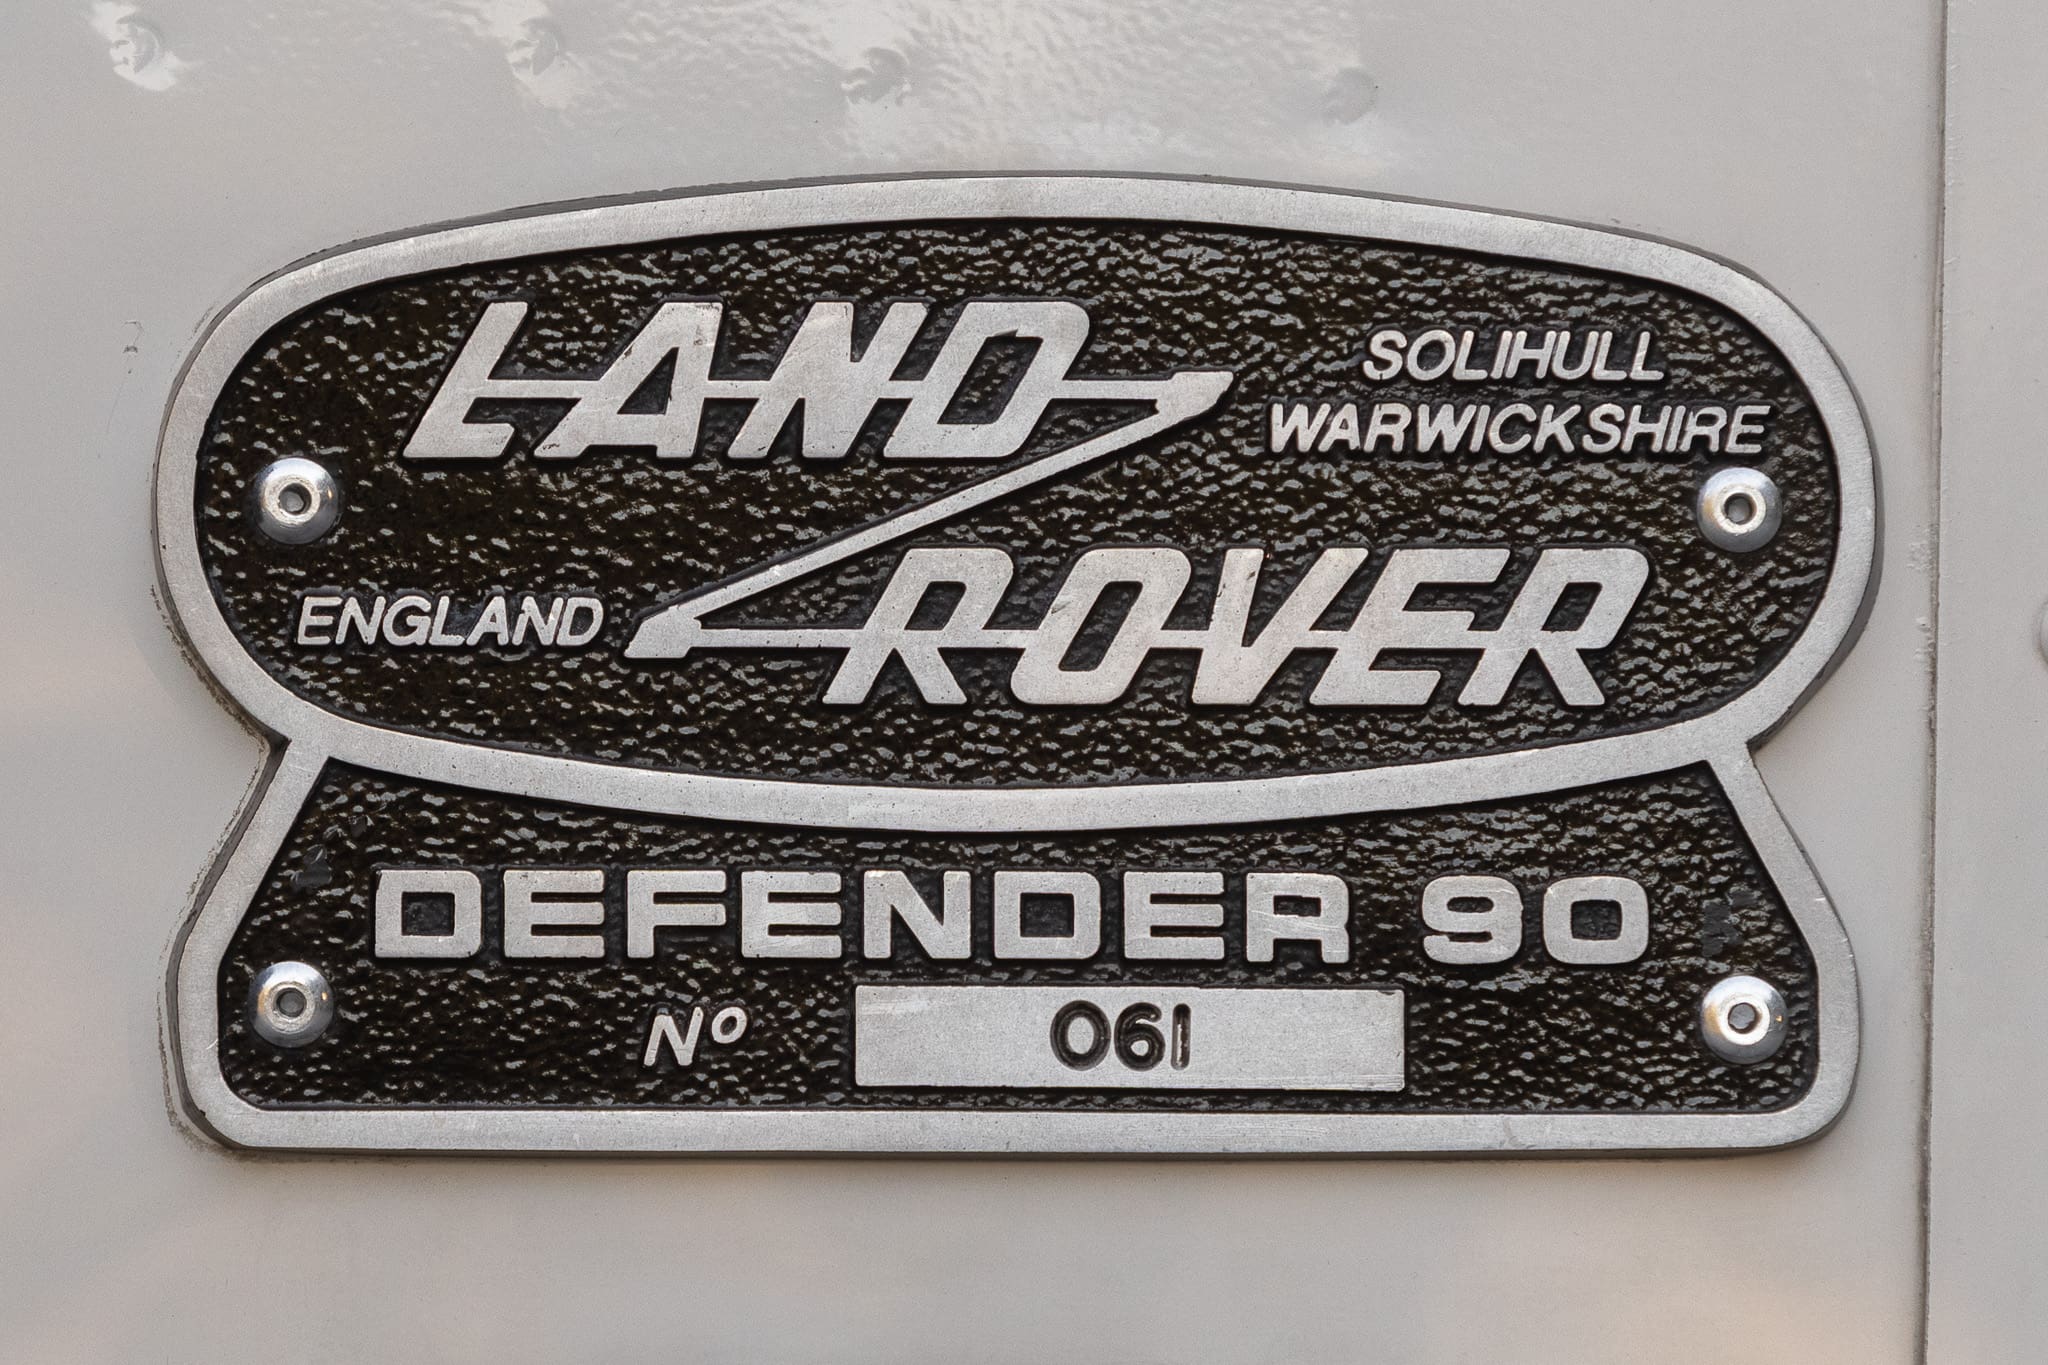 LAND
SOLIHULL
WARWICKSHIRE
ENGLAND
ROVER
DEFENDER 90
Nº 061